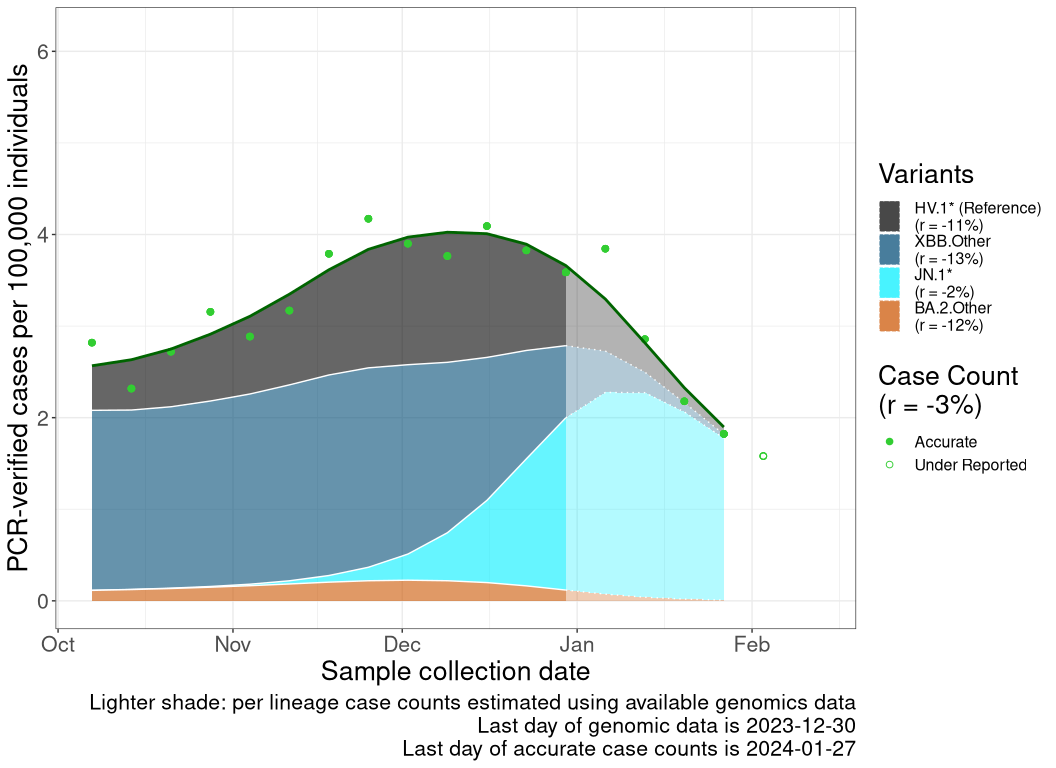 PCR-verified cases per 100,000 individuals
6
4
2
0
Oct
Nov
Dec
Jan
Feb
Sample collection date
Variants
HV.1* (Reference)
(r = -11%)
XBB.Other
(r = -13%)
JN.1*
(r = -2%)
BA.2.Other
(r = -12%)
Case Count
(r = -3%)
Accurate
Under Reported
Lighter shade: per lineage case counts estimated using available genomics data
Last day of genomic data is 2023-12-30
Last day of accurate case counts is 2024-01-27